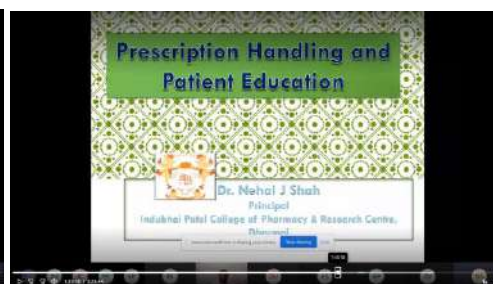 Prescription Handling and
Patient Education
Dr. Nehal J Shah
Principal
Indubhai Patel College of Pharmacy & Research Centre,